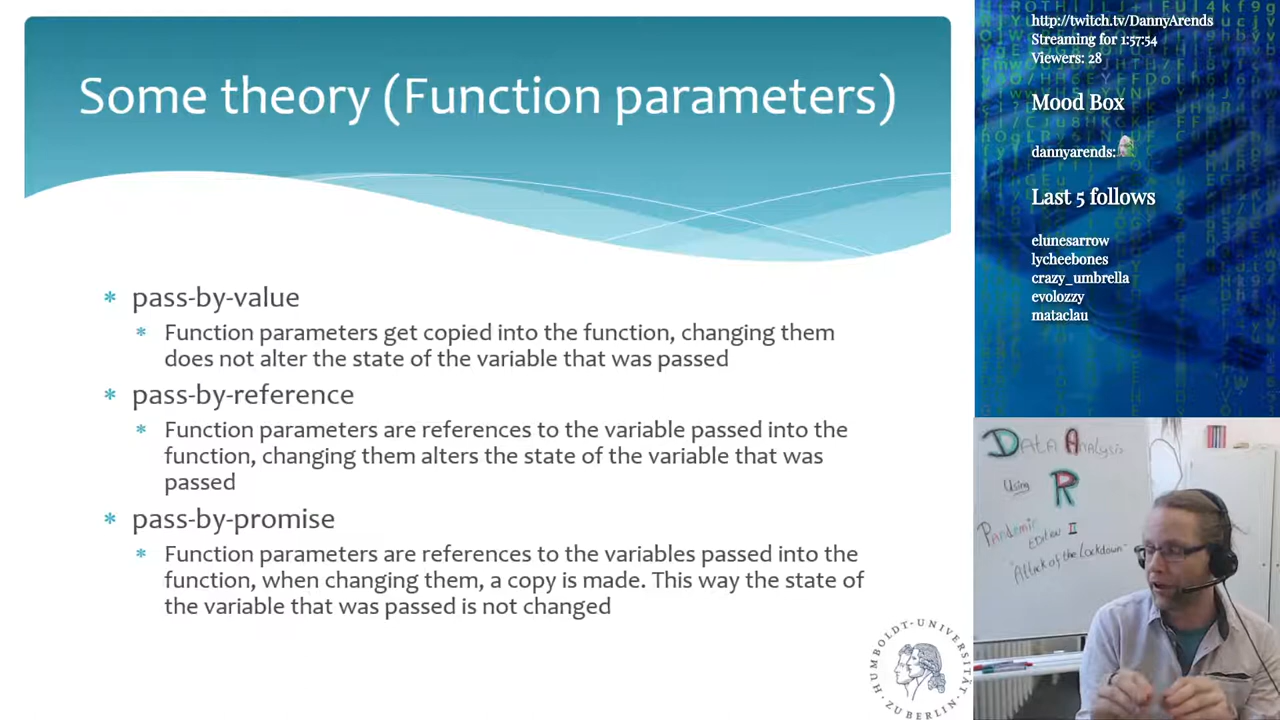 Some theory (Function parameters)
pass-by-value
Function parameters get copied into the function, changing them
does not alter the state of the variable that was passed
pass-by-reference
Function parameters are references to the variable passed into the
function, changing them alters the state of the variable that was
passed
pass-by-promise
Function parameters are references to the variables passed into the
function, when changing them, a copy is made. This way the state of
the variable that was passed is not changed
HUMBOLDT-UNIVERSITÄT
ZU BERLIN
http://twitch.tv/DannyArends
Streaming for 1:57:54
Viewers: 28
Mood Box
dannyarends:
Last 5 follows
elunesarrow
lycheebones
crazy_umbrella
evolozzy
mataclau
DATA Analysis
Using
R
Pandemic
Edition II
"Attack of the Lockdown"